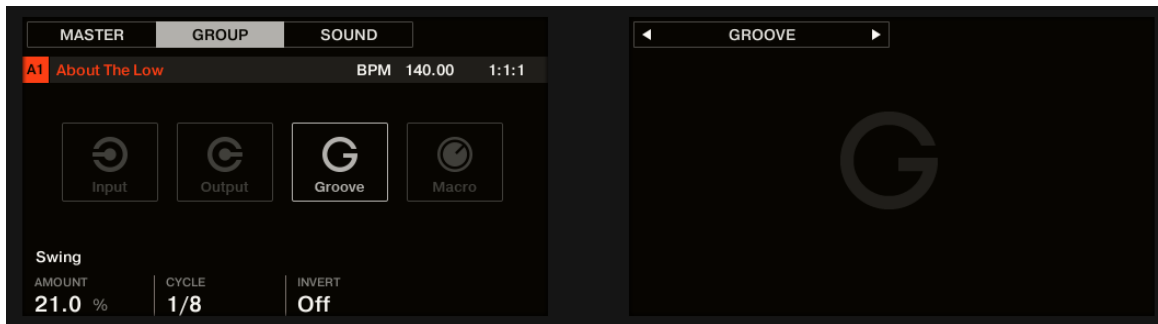 MASTER GROUP SOUND
A1 About The Low BPM 140.00 1:1:1
Input Output Groove Macro
Swing
AMOUNT CYCLE INVERT
21.0 % 1/8 Off
GROOVE